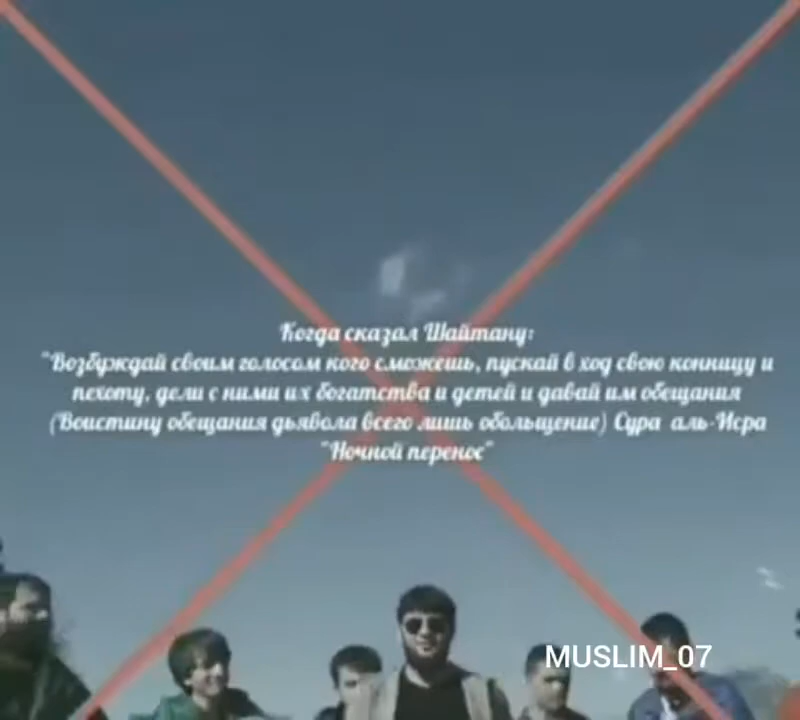 Когда сказал Шайтану:
"Возбуждай своим голосом кого сможешь, пускай в ход свою конницу и
пехоту, дели с ними их богатства и детей и давай им обещания
(Воистину обещания дьявола всего лишь обольщение) Сура аль-Исра
"Ночной перенос"
MUSLIM_07